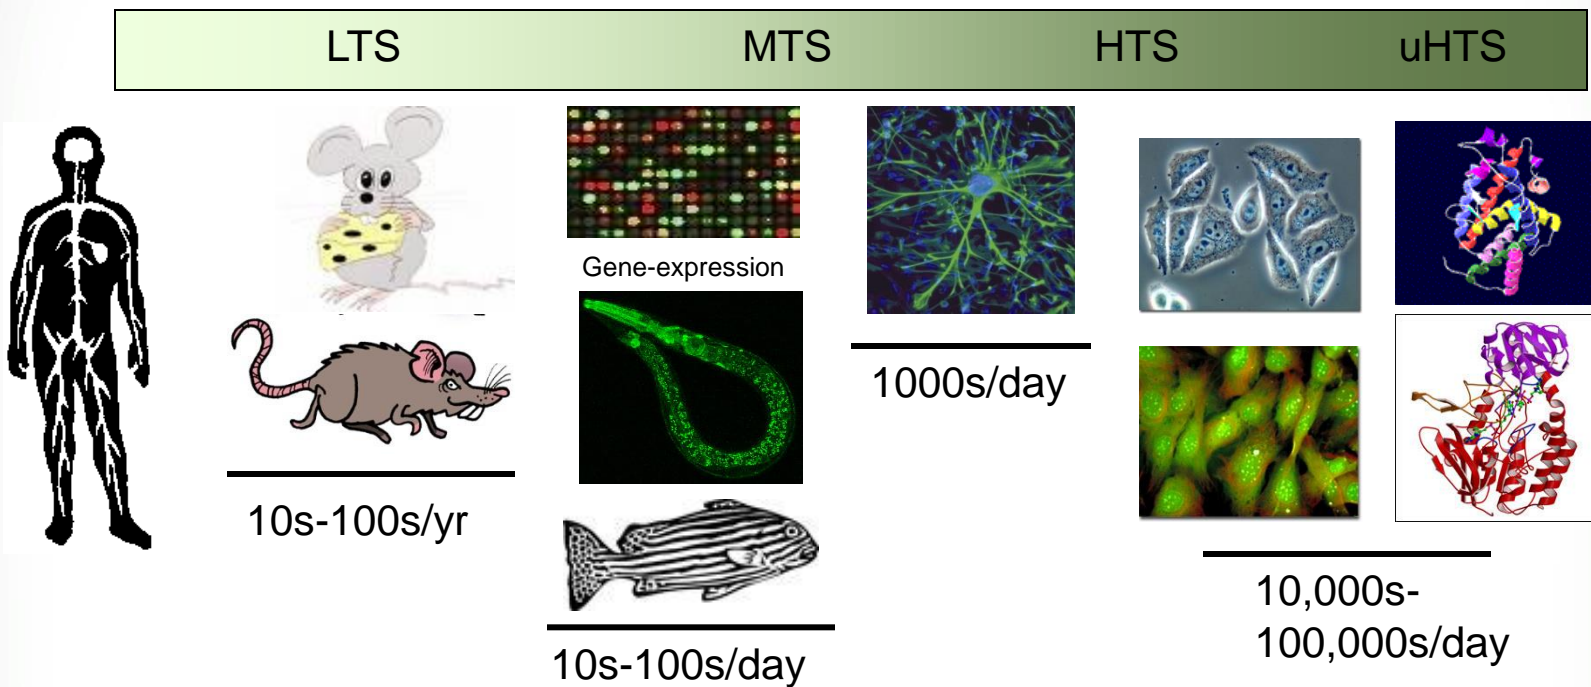 LTS
MTS
HTS
uHTS
Gene-expression
10s-100s/yr
10s-100s/day
1000s/day
10,000s-
100,000s/day